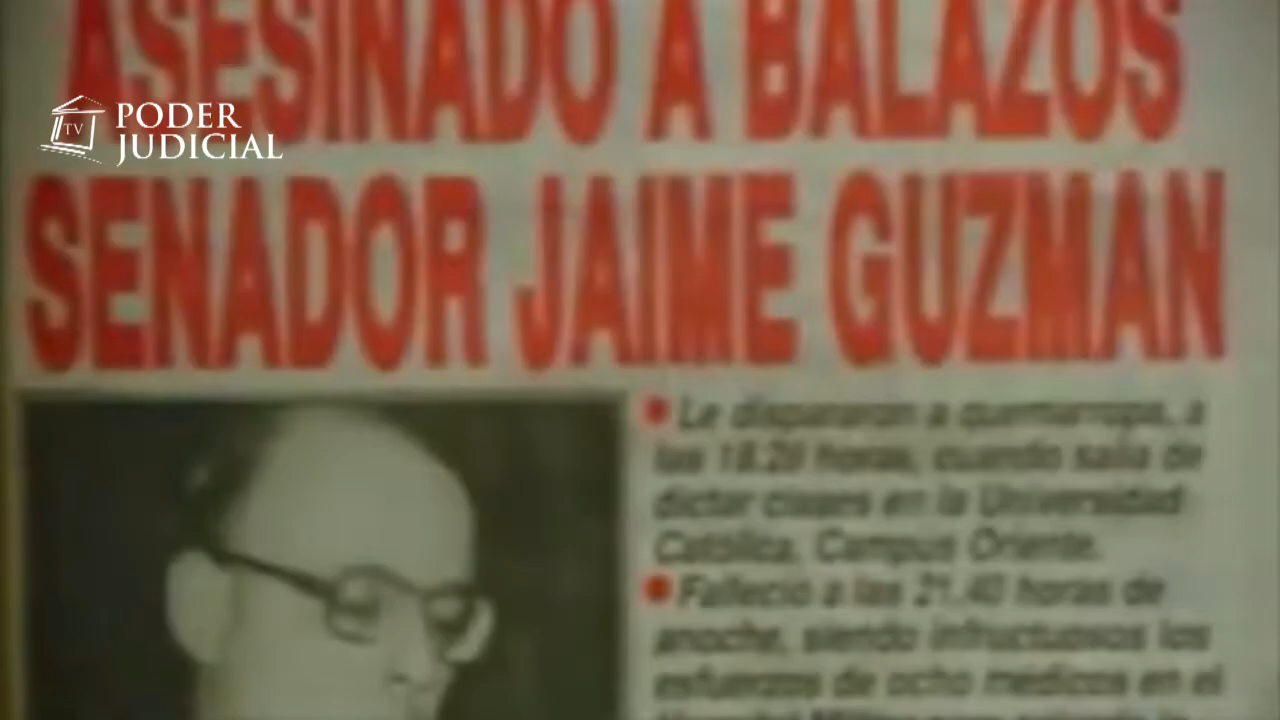 ASESINADO A BALAZOS
TV
PODER
JUDICIAL
SENADOR JAIME GUZMAN
Le dispararon a quemarropa, a
las 18.20 horas, cuando salía de
dictar clases en la Universidad
Católica, Campus Oriente.
Falleció a las 21.40 horas de
anoche, siendo infructuosos los
esfuerzos de ocho médicos en el